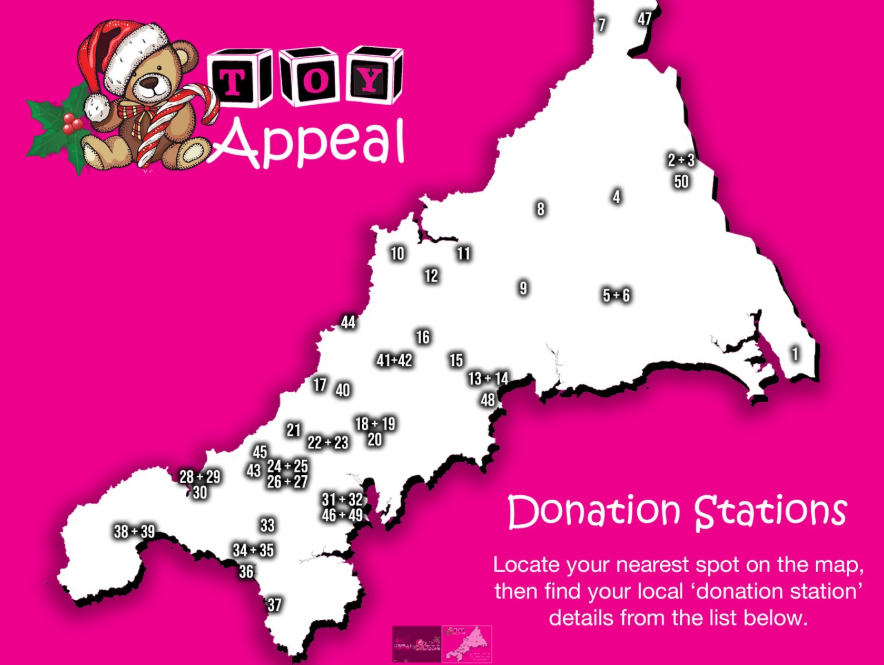 7
47
T O Y
Appeal
2 + 3
50
4
8
10
11
12
9
5 + 6
44
16
1
41+42
15
13 + 14
17
40
48
21
18 + 19
22 + 23
20
45
43
24 + 25
28 + 29
26 + 27
30
31 + 32
46 + 49
33
38 + 39
34 + 35
36
37
Donation Stations
Locate your nearest spot on the map,
then find your local ‘donation station’
details from the list below.